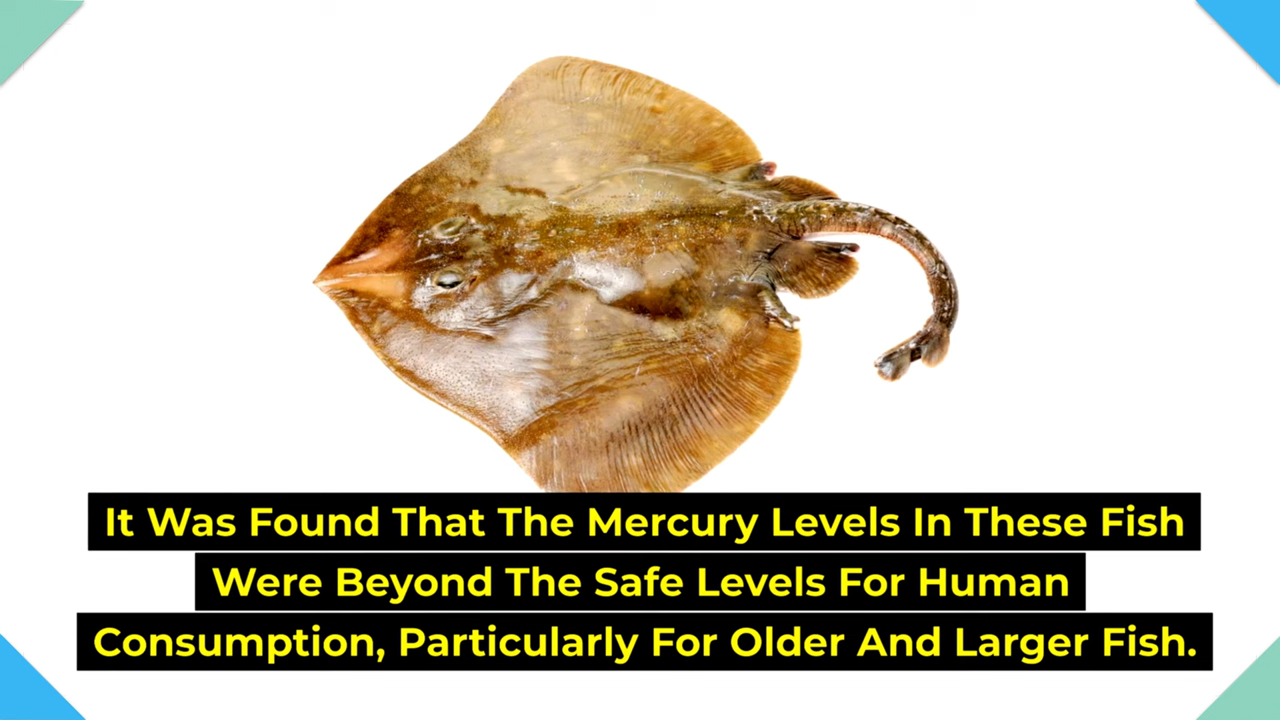 It Was Found That The Mercury Levels In These Fish
Were Beyond The Safe Levels For Human
Consumption, Particularly For Older And Larger Fish.